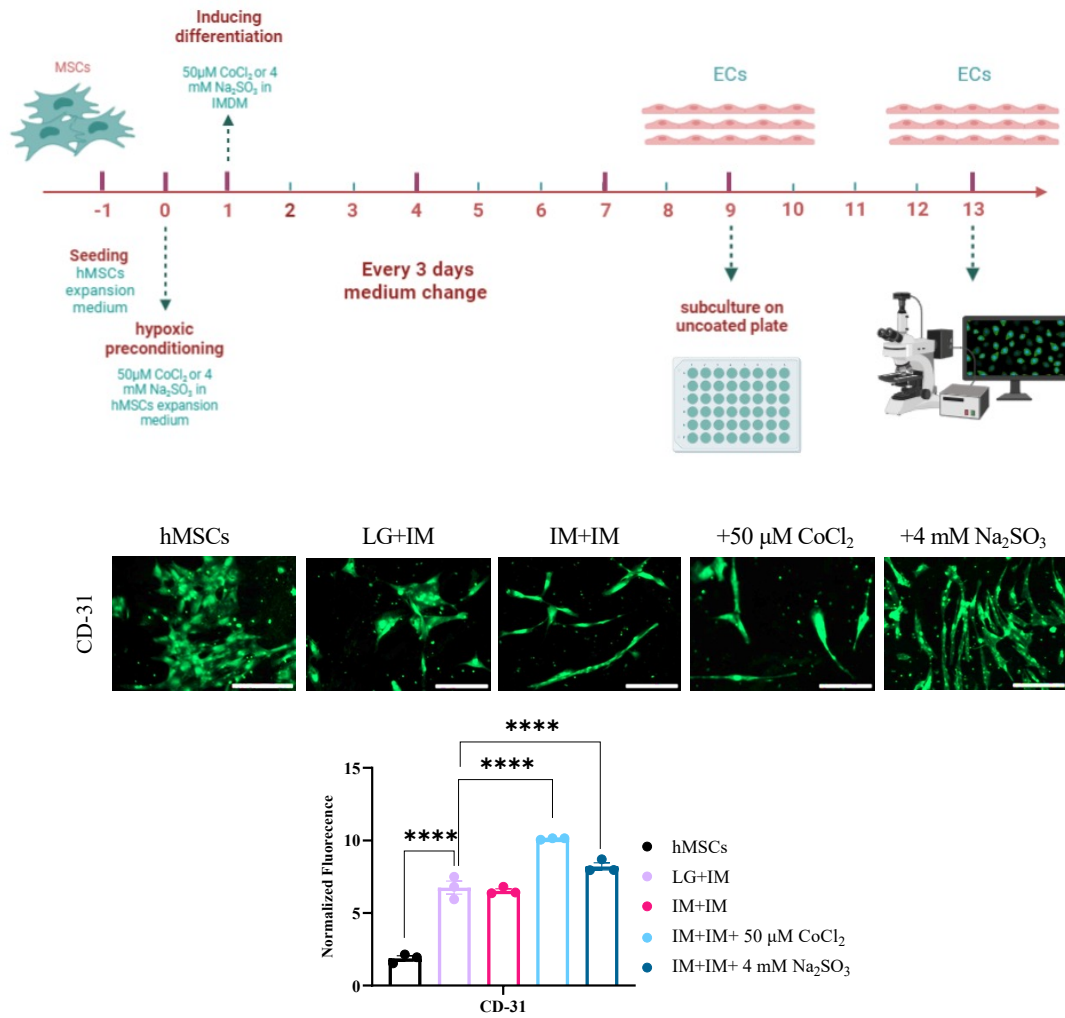 Inducing
differentiation
50µM CoCl₂ or 4
mM Na₂SO₃ in
IMDM
MSCs
ECs
ECs
-1 0 1 2 3 4 5 6 7 8 9 10 11 12 13
Seeding
hMSCs
expansion
medium
hypoxic
preconditioning
50µM CoCl₂ or 4
mM Na₂SO₃ in
hMSCs expansion
medium
Every 3 days
medium change
subculture on
uncoated plate
hMSCs
LG+IM
IM+IM
+50 µM CoCl₂
+4 mM Na₂SO₃
CD-31
****
****
****
Normalized Fluorecence
15
10
5
0
CD-31
hMSCs
LG+IM
IM+IM
IM+IM+ 50 µM CoCl₂
IM+IM+ 4 mM Na₂SO₃